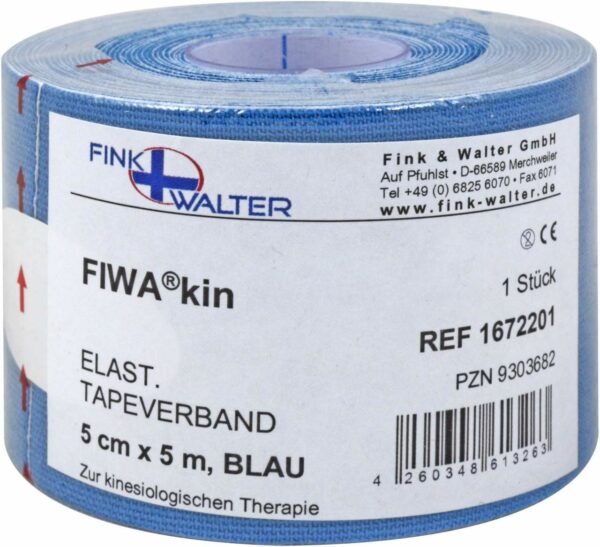 FINK
WALTER
Fink & Walter GmbH
Auf Pfuhlst • D-66589 Merchweiler
Tel +49 (0) 6825 6070 • Fax 6071
www.fink-walter.de
CE
FIWA®kin
1 Stück
REF 1672201
PZN 9303682
ELAST.
TAPEVERBAND
5 cm x 5 m, BLAU
Zur kinesiologischen Therapie
4 260348 613263